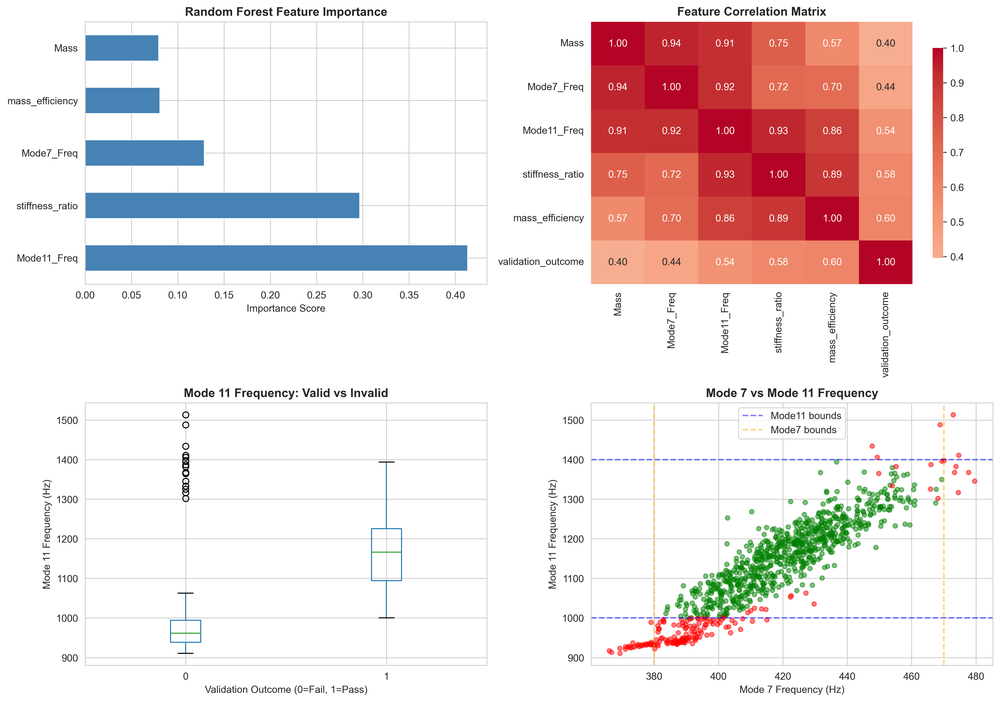 Random Forest Feature Importance
Mass
mass_efficiency
Mode7_Freq
stiffness_ratio
Mode11_Freq
0.00 0.05 0.10 0.15 0.20 0.25 0.30 0.35 0.40
Importance Score
Feature Correlation Matrix
Mass 1.00 0.94 0.91 0.75 0.57 0.40
Mode7_Freq 0.94 1.00 0.92 0.72 0.70 0.44
Mode11_Freq 0.91 0.92 1.00 0.93 0.86 0.54
stiffness_ratio 0.75 0.72 0.93 1.00 0.89 0.58
mass_efficiency 0.57 0.70 0.86 0.89 1.00 0.60
validation_outcome 0.40 0.44 0.54 0.58 0.60 1.00
Mass
Mode7_Freq
Mode11_Freq
stiffness_ratio
mass_efficiency
validation_outcome
1.0
0.9
0.8
0.7
0.6
0.5
0.4
Mode 11 Frequency: Valid vs Invalid
Mode 11 Frequency (Hz)
1500
1400
1300
1200
1100
1000
900
0 1
Validation Outcome (0=Fail, 1=Pass)
Mode 7 vs Mode 11 Frequency
Mode11 bounds
Mode7 bounds
Mode 11 Frequency (Hz)
1500
1400
1300
1200
1100
1000
900
380 400 420 440 460 480
Mode 7 Frequency (Hz)